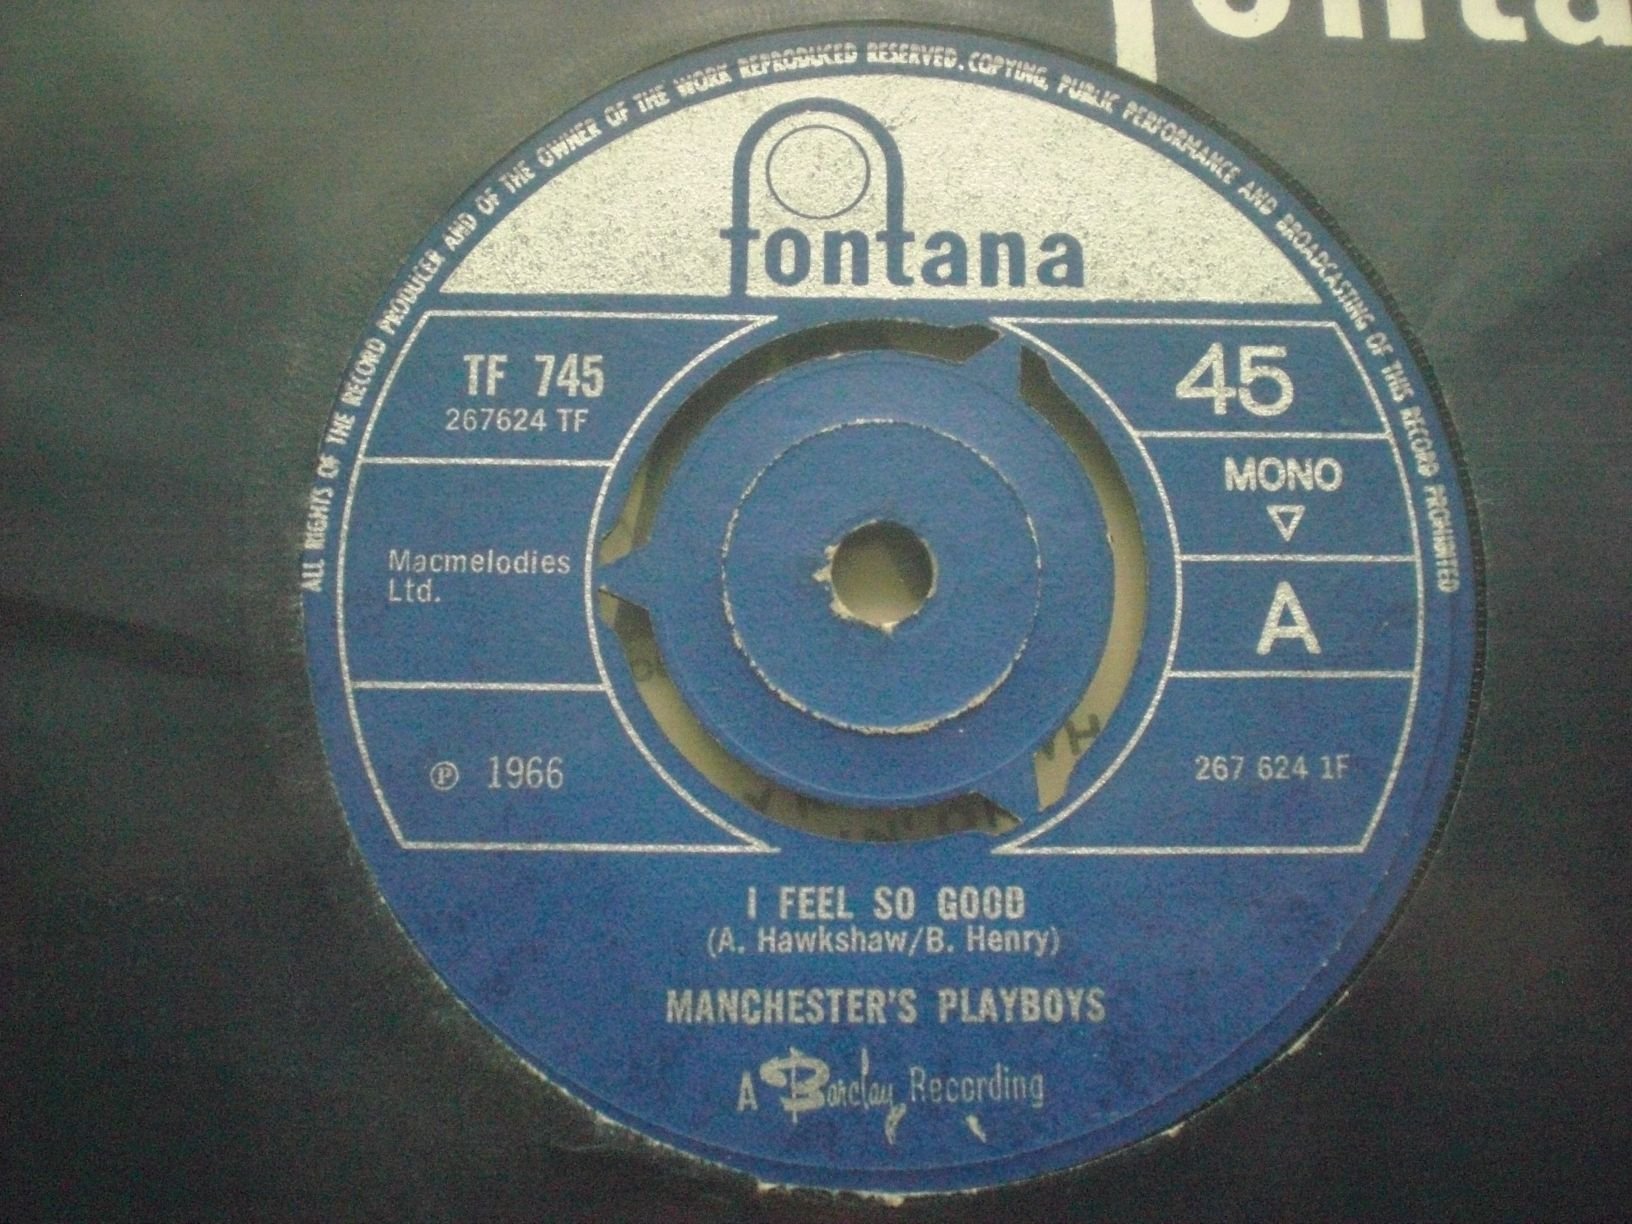 fonta
ALL RIGHTS OF THE RECORD PRODUCER AND OF THE OWNER OF THE WORK REPRODUCED RESERVED. COPYING, PUBLIC PERFORMANCE AND BROADCASTING OF THIS RECORD PROHIBITED
fontana
TF 745
267624 TF
45
MONO
Macmelodies
Ltd.
A
℗ 1966
267 624 1F
I FEEL SO GOOD
(A. Hawkshaw/B. Henry)
MANCHESTER'S PLAYBOYS
A Barclay Recording